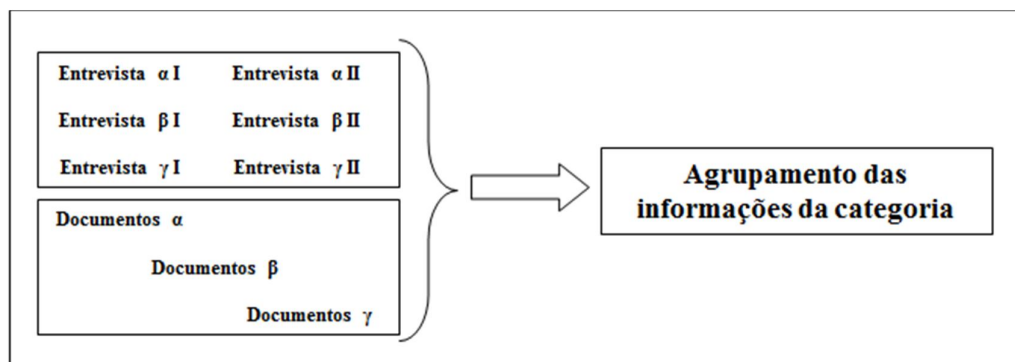 Entrevista α I Entrevista α II
Entrevista β I Entrevista β II
Entrevista γ I Entrevista γ II
Documentos α
Documentos β
Documentos γ
Agrupamento das
informações da categoria